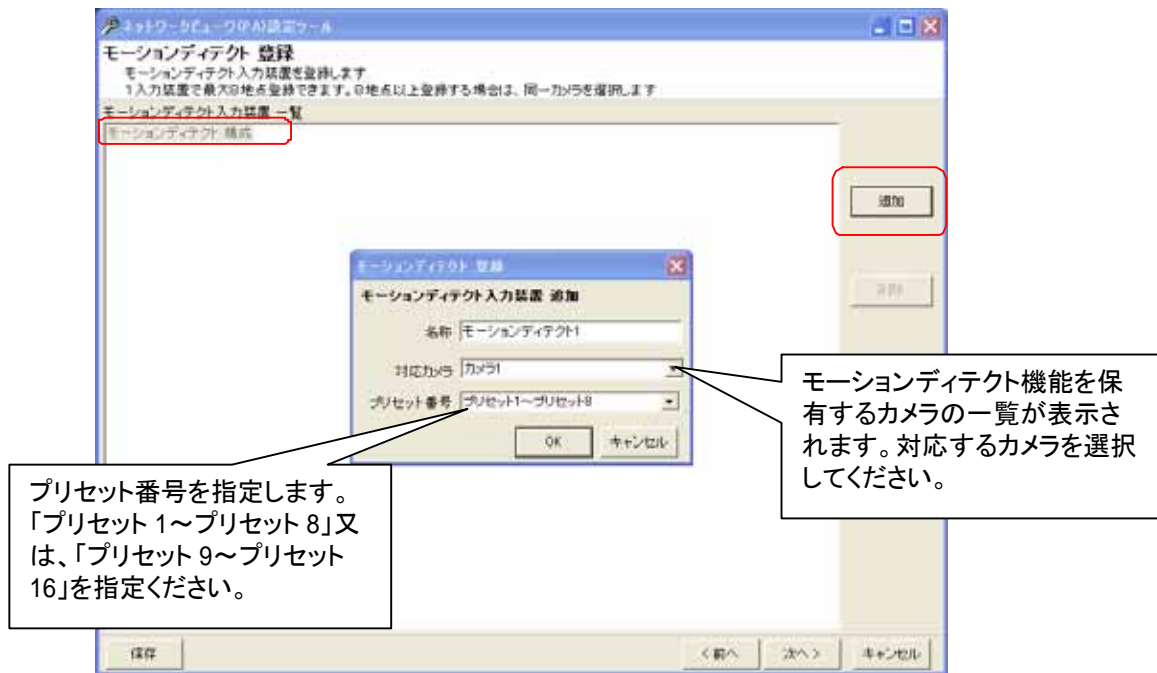 ネットワークビューワ(PA)設定ツール
モーションディテクト 登録
モーションディテクト入力装置を登録します
1入力装置で最大8地点登録できます。8地点以上登録する場合は、同一カメラを選択します
モーションディテクト入力装置 一覧
モーションディテクト 構成
追加
削除
モーションディテクト 登録
モーションディテクト入力装置 追加
名称 モーションディテクト1
対応カメラ カメラ1
プリセット番号 プリセット1～プリセット8
OK キャンセル
モーションディテクト機能を保
有するカメラの一覧が表示さ
れます。対応するカメラを選択
してください。
プリセット番号を指定します。
「プリセット 1～プリセット 8」又
は、「プリセット 9～プリセット
16」を指定ください。
保存 <前へ 次へ> キャンセル